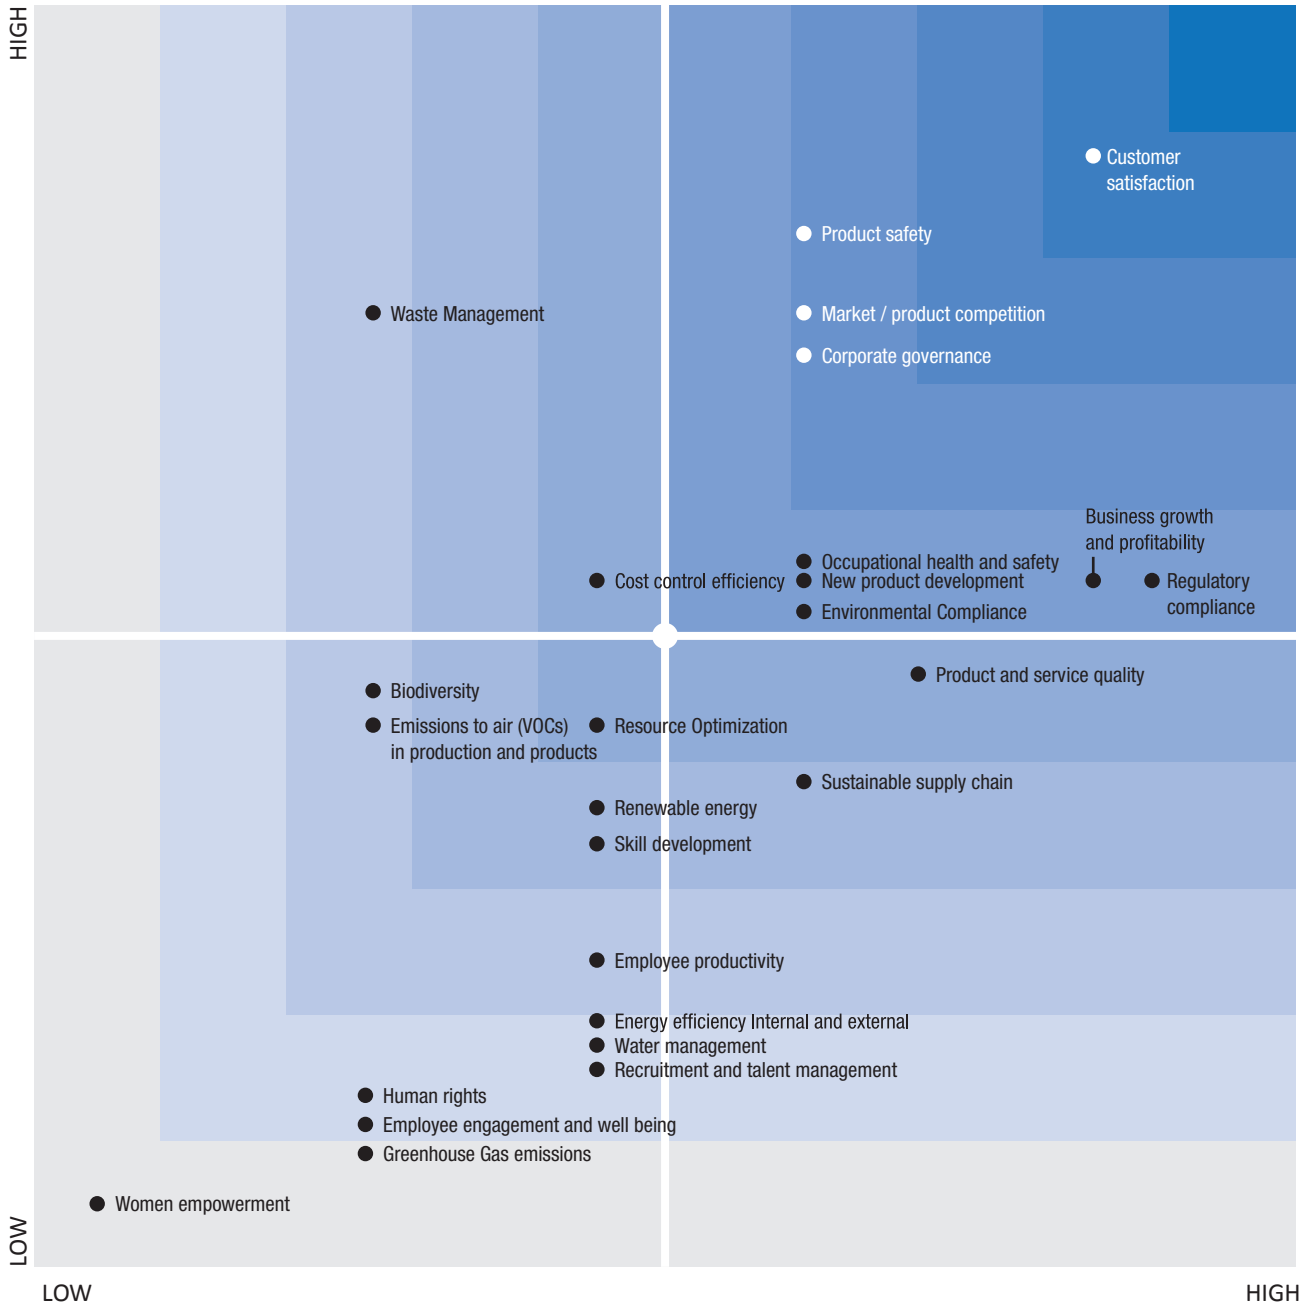 HIGH
Customer
satisfaction
Product safety
Waste Management
Market / product competition
Corporate governance
Business growth
and profitability
Occupational health and safety
Cost control efficiency
New product development
Regulatory
compliance
Environmental Compliance
Product and service quality
Biodiversity
Emissions to air (VOCs)
in production and products
Resource Optimization
Sustainable supply chain
Renewable energy
Skill development
Employee productivity
Energy efficiency Internal and external
Water management
Recruitment and talent management
Human rights
Employee engagement and well being
Greenhouse Gas emissions
Women empowerment
LOW
LOW
HIGH